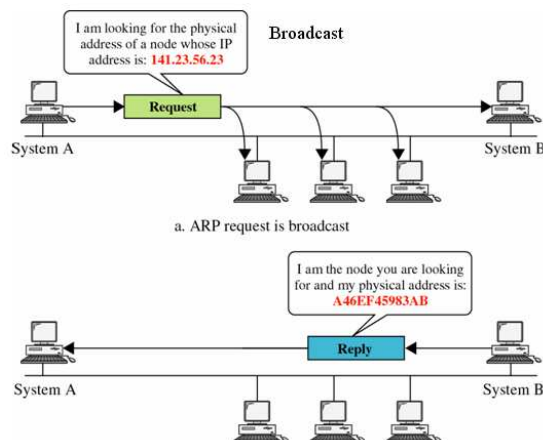 I am looking for the physical
address of a node whose IP
address is: 141.23.56.23
Broadcast
Request
System A
System B
a. ARP request is broadcast
I am the node you are looking
for and my physical address is:
A46EF45983AB
Reply
System A
System B